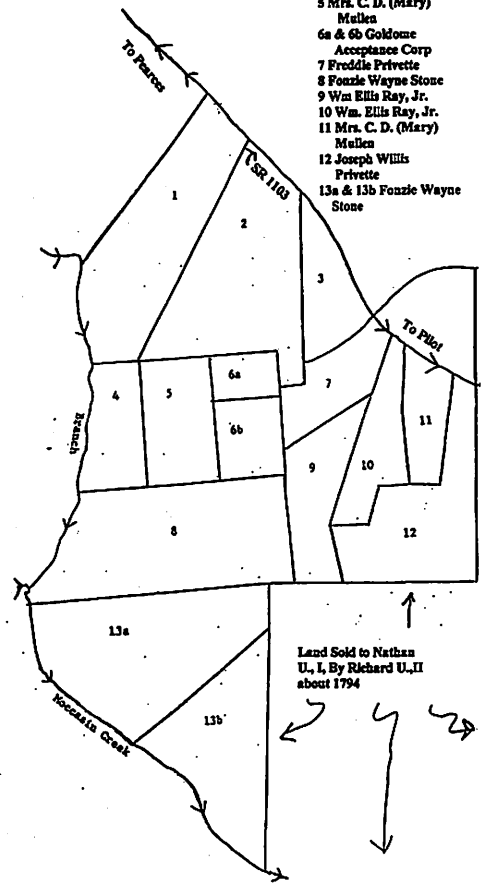 5 Mrs. C. D. (Mary)
Mullen
6a & 6b Goldome
Acceptance Corp
7 Freddie Privette
8 Fonzie Wayne Stone
9 Wm Ellis Ray, Jr.
10 Wm. Ellis Ray, Jr.
11 Mrs. C. D. (Mary)
Mullen
12 Joseph Willis
Privette
13a & 13b Fonzie Wayne
Stone
To Pearces
SR 1103
1
2
3
To Pilot
4
5
6a
6b
7
Branch
8
9
10
11
12
13a
13b
Moccasin Creek
Land Sold to Nathan
U., I, By Richard U.,II
about 1794